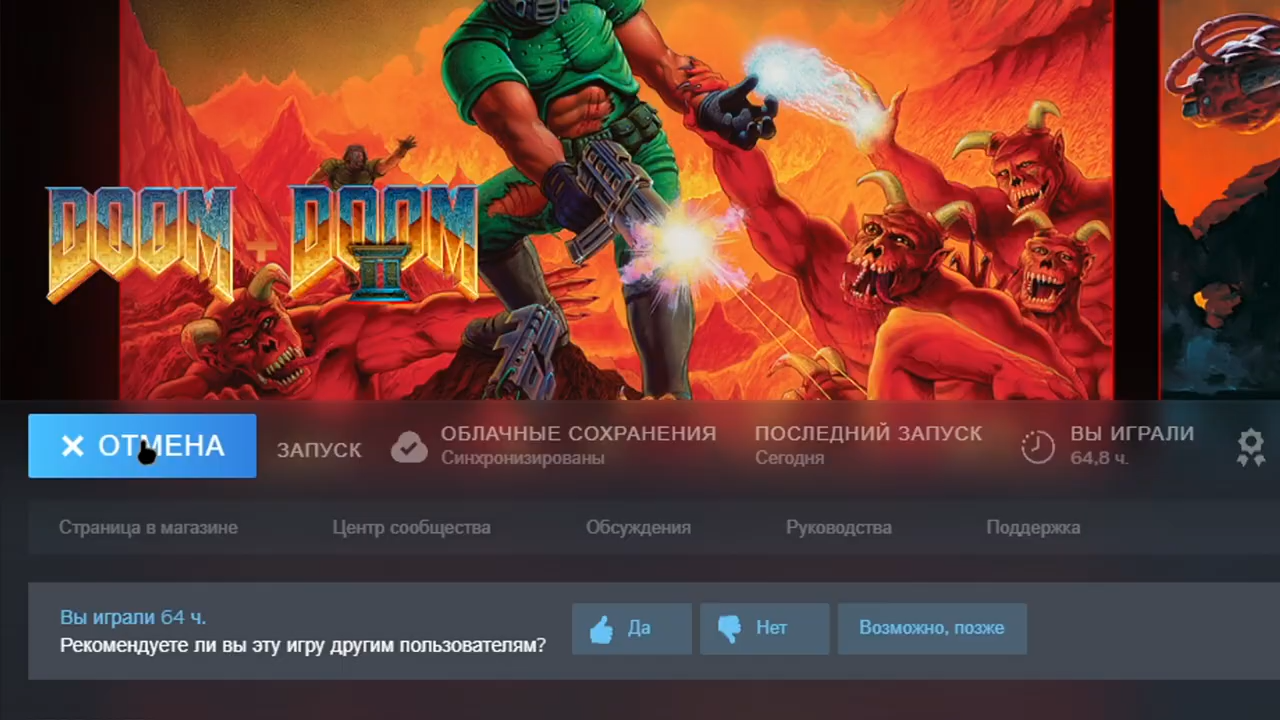 DOOM + DOOM
II
ОТМЕНА
ЗАПУСК
ОБЛАЧНЫЕ СОХРАНЕНИЯ
Синхронизированы
ПОСЛЕДНИЙ ЗАПУСК
Сегодня
ВЫ ИГРАЛИ
64,8 ч.
Страница в магазине
Центр сообщества
Обсуждения
Руководства
Поддержка
Вы играли 64 ч.
Рекомендуете ли вы эту игру другим пользователям?
Да
Нет
Возможно, позже